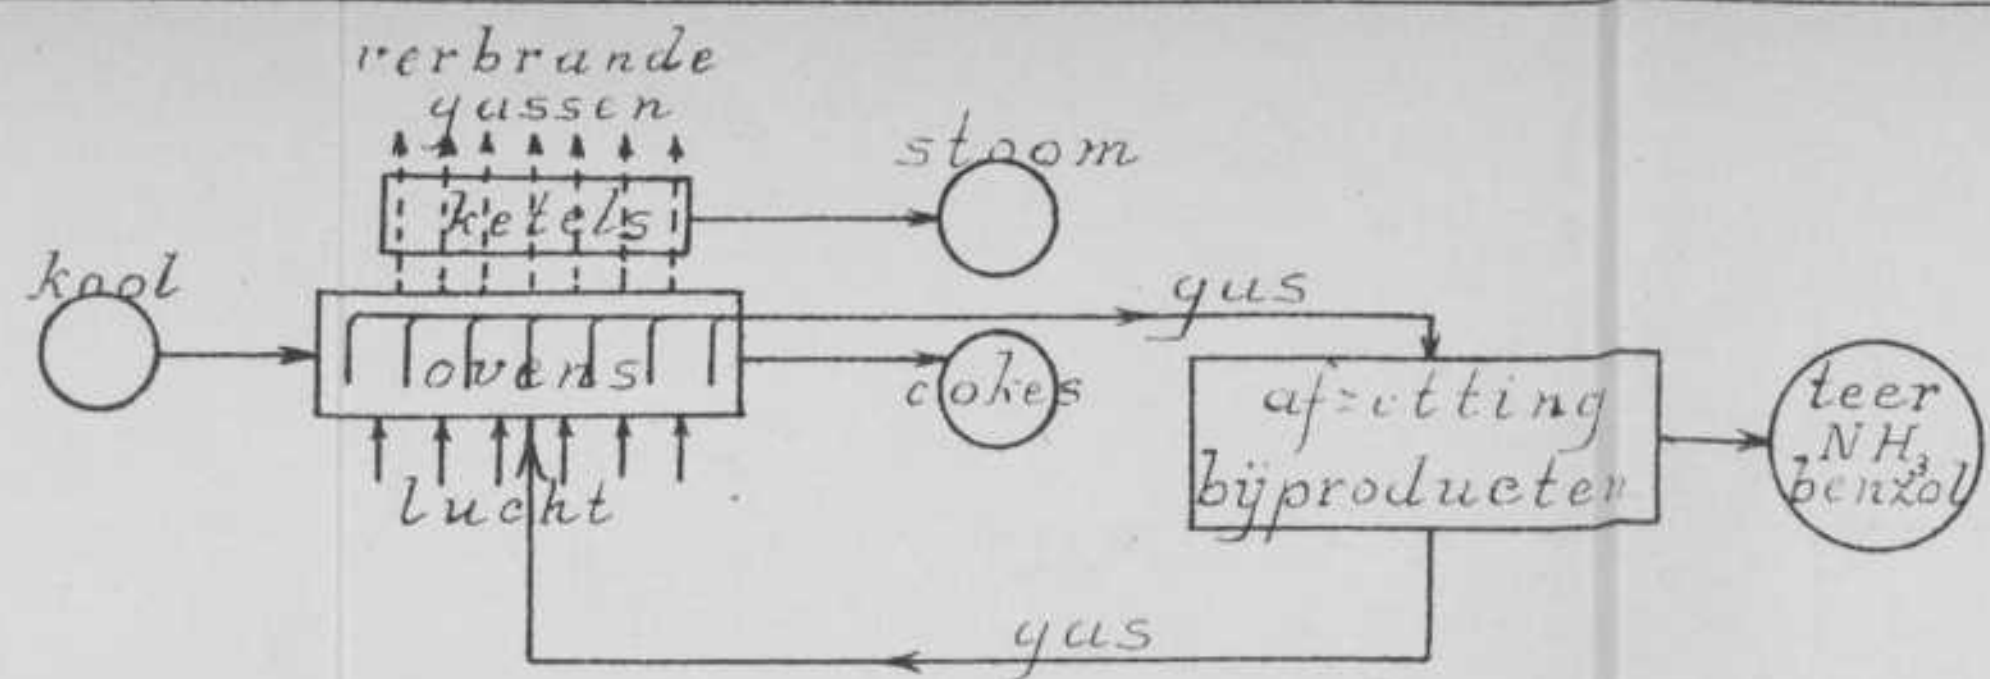 verbrande
gassen
stoom
ketels
kool
gas
ovens
cokes
afzetting
bijproducten
teer
NH₃
benzol
lucht
gas